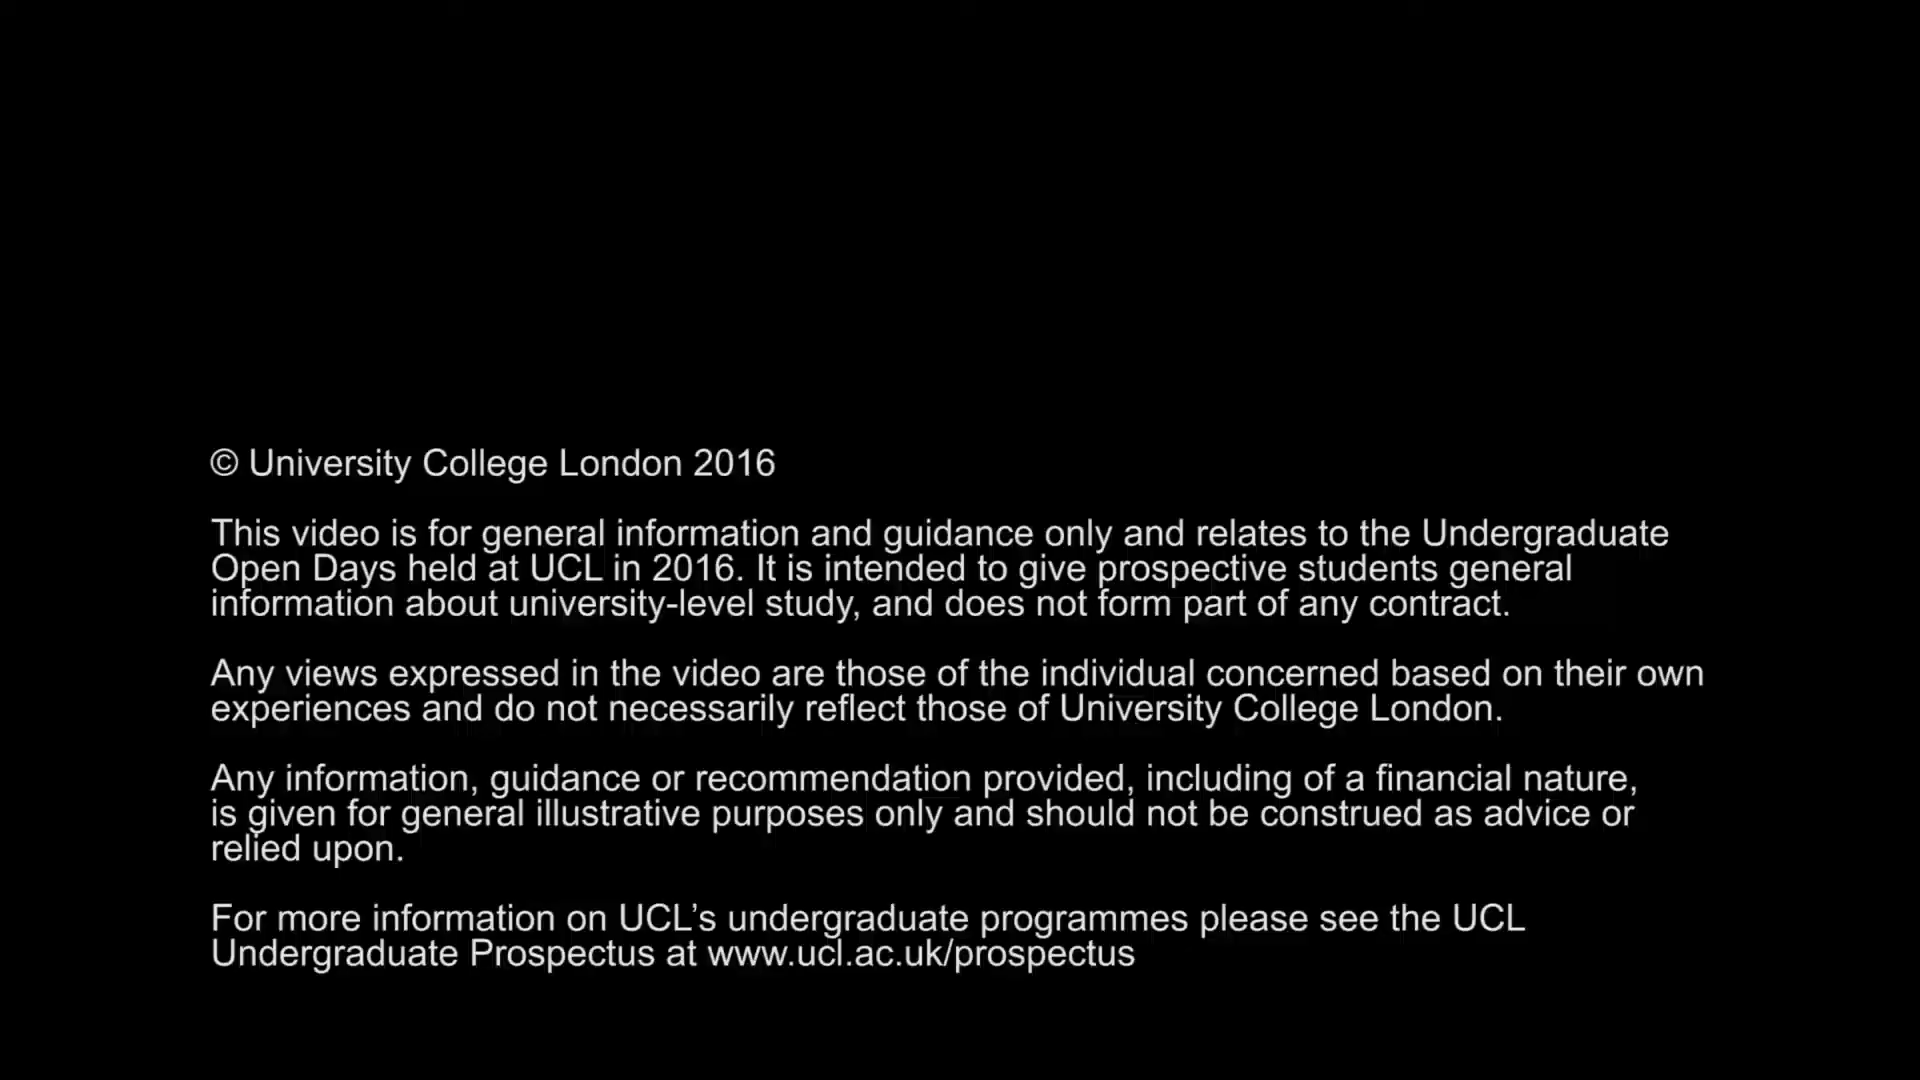 © University College London 2016
This video is for general information and guidance only and relates to the Undergraduate
Open Days held at UCL in 2016. It is intended to give prospective students general
information about university-level study, and does not form part of any contract.
Any views expressed in the video are those of the individual concerned based on their own
experiences and do not necessarily reflect those of University College London.
Any information, guidance or recommendation provided, including of a financial nature,
is given for general illustrative purposes only and should not be construed as advice or
relied upon.
For more information on UCL’s undergraduate programmes please see the UCL
Undergraduate Prospectus at www.ucl.ac.uk/prospectus